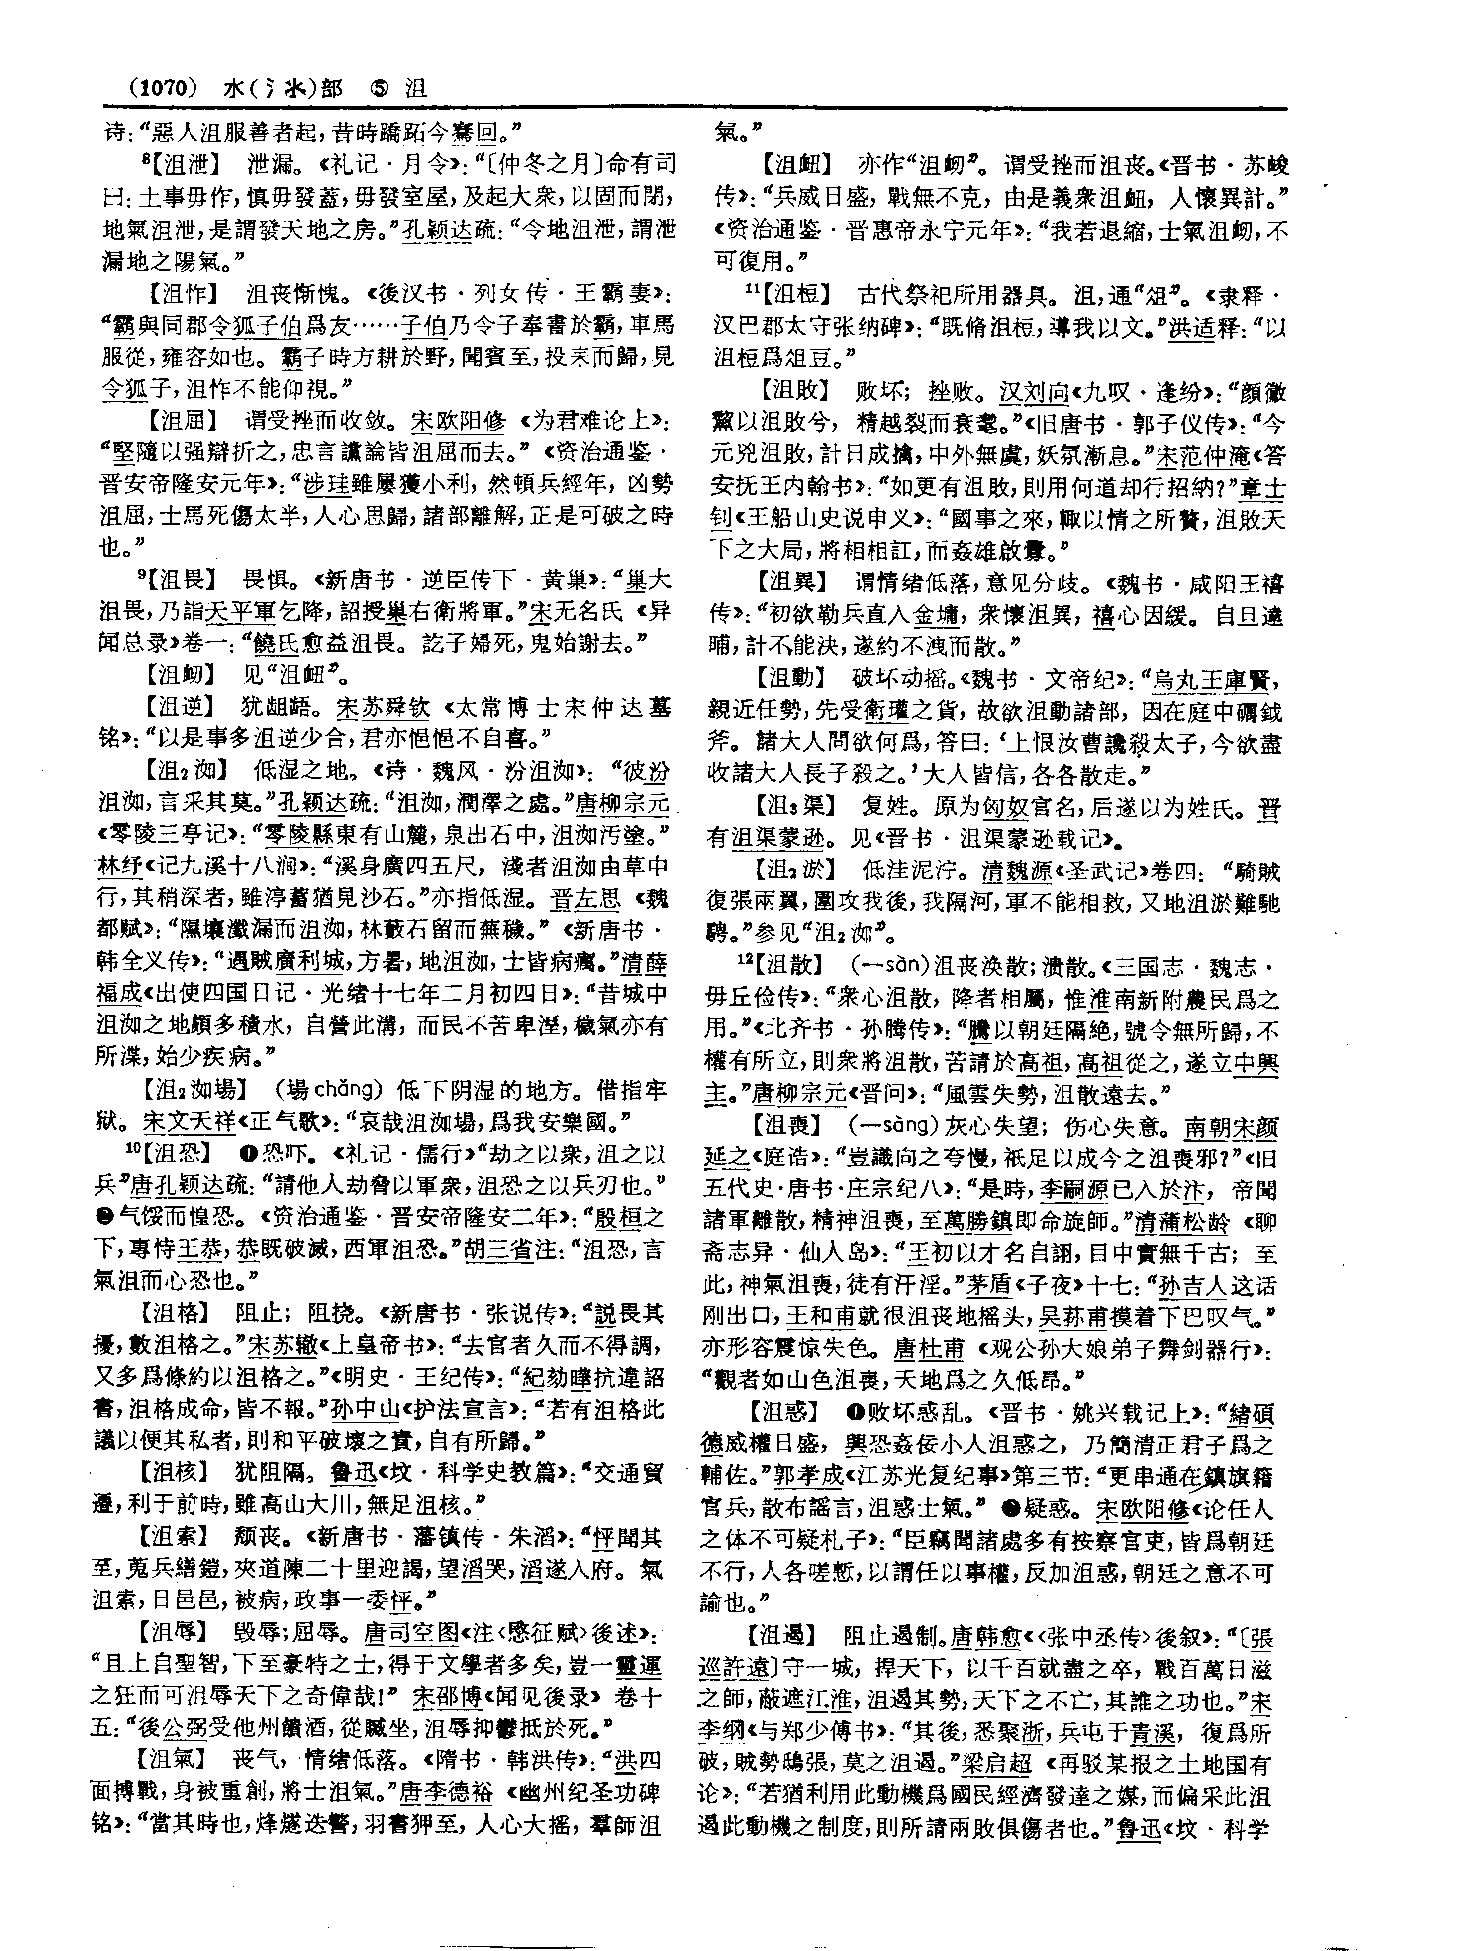 (1070) 水(氵氺)部 ⑤ 沮
诗：“惡人沮服善者起，昔時蹻跖今騫回。”
⁸【沮泄】 泄漏。《礼记·月令》：“〔仲冬之月〕命有司
曰：土事毋作，慎毋發蓋，毋發室屋，及起大衆，以固而閉，
地氣沮泄，是謂發天地之房。”孔颖达疏：“令地沮泄，謂泄
漏地之陽氣。”
【沮怍】 沮丧惭愧。《後汉书·列女传·王霸妻》：
“霸與同郡令狐子伯爲友……子伯乃令子奉書於霸，車馬
服從，雍容如也。霸子時方耕於野，聞賓至，投耒而歸，見
令狐子，沮怍不能仰視。”
【沮屈】 谓受挫而收敛。宋欧阳修《为君难论上》：
“堅隨以强辯折之，忠言讜論皆沮屈而去。”《资治通鉴·
晋安帝隆安元年》：“涉珪雖屢獲小利，然頓兵經年，凶勢
沮屈，士馬死傷太半，人心思歸，諸部離解，正是可破之時
也。”
⁹【沮畏】 畏惧。《新唐书·逆臣传下·黄巢》：“巢大
沮畏，乃詣天平軍乞降，詔授巢右衛將軍。”宋无名氏《异
闻总录》卷一：“饒氏愈益沮畏。訖子婦死，鬼始謝去。”
【沮衂】 见“沮衄”。
【沮逆】 犹龃龉。宋苏舜钦《太常博士宋仲达墓
铭》：“以是事多沮逆少合，君亦悒悒不自喜。”
【沮₂洳】 低湿之地。《诗·魏风·汾沮洳》：“彼汾
沮洳，言采其莫。”孔颖达疏：“沮洳，潤澤之處。”唐柳宗元
《零陵三亭记》：“零陵縣東有山麓，泉出石中，沮洳污塗。”
林纾《记九溪十八涧》：“溪身廣四五尺，淺者沮洳由草中
行，其稍深者，雖渟蓄猶見沙石。”亦指低湿。晋左思《魏
都赋》：“隰壤瀸漏而沮洳，林藪石留而蕪穢。”《新唐书·
韩全义传》：“遇賊廣利城，方暑，地沮洳，士皆病癘。”清薛
福成《出使四国日记·光绪十七年二月初四日》：“昔城中
沮洳之地頗多積水，自營此溝，而民不苦卑溼，穢氣亦有
所渫，始少疾病。”
【沮₂洳場】 (場cháng) 低下阴湿的地方。借指牢
狱。宋文天祥《正气歌》：“哀哉沮洳場，爲我安樂國。”
¹⁰【沮恐】 ❶恐吓。《礼记·儒行》“劫之以衆，沮之以
兵”唐孔颖达疏：“請他人劫脅以軍衆，沮恐之以兵刃也。”
❷气馁而惶恐。《资治通鉴·晋安帝隆安二年》：“殷桓之
下，專恃王恭，恭既破滅，西軍沮恐。”胡三省注：“沮恐，言
氣沮而心恐也。”
【沮格】 阻止；阻挠。《新唐书·张说传》：“説畏其
擾，數沮格之。”宋苏辙《上皇帝书》：“去官者久而不得調，
又多爲條約以沮格之。”《明史·王纪传》：“紀劾曄抗違詔
書，沮格成命，皆不報。”孙中山《护法宣言》：“若有沮格此
議以便其私者，則和平破壞之責，自有所歸。”
【沮核】 犹阻隔。鲁迅《坟·科学史教篇》：“交通貿
遷，利于前時，雖高山大川，無足沮核。”
【沮索】 颓丧。《新唐书·藩镇传·朱滔》：“怦聞其
至，蒐兵繕鎧，夾道陳二十里迎謁，望滔哭，滔遂入府。氣
沮索，日邑邑，被病，政事一委怦。”
【沮辱】 毁辱；屈辱。唐司空图《注〈愍征赋〉後述》：
“且上自聖智，下至豪特之士，得于文學者多矣，豈一靈運
之狂而可沮辱天下之奇偉哉！”宋邵博《闻见後录》卷十
五：“後公弼受他州饋酒，從贓坐，沮辱抑鬱抵於死。”
【沮氣】 丧气，情绪低落。《隋书·韩洪传》：“洪四
面搏戰，身被重創，將士沮氣。”唐李德裕《幽州纪圣功碑
铭》：“當其時也，烽燧迭警，羽書狎至，人心大摇，羣師沮
氣。”
【沮衄】 亦作“沮衂”。谓受挫而沮丧。《晋书·苏峻
传》：“兵威日盛，戰無不克，由是義衆沮衄，人懷異計。”
《资治通鉴·晋惠帝永宁元年》：“我若退縮，士氣沮衂，不
可復用。”
¹¹【沮桓】 古代祭祀所用器具。沮，通“俎”。《隶释·
汉巴郡太守张纳碑》：“既脩沮桓，導我以文。”洪适释：“以
沮桓爲俎豆。”
【沮敗】 败坏；挫败。汉刘向《九叹·逢纷》：“顔黴
黧以沮敗兮，精越裂而衰耄。”《旧唐书·郭子仪传》：“今
元兇沮敗，計日成擒，中外無虞，妖氛漸息。”宋范仲淹《答
安抚王内翰书》：“如更有沮敗，則用何道却行招納？”章士
钊《王船山史说申义》：“國事之來，輒以情之所贅，沮敗天
下之大局，將相相訌，而姦雄啟釁。”
【沮異】 谓情绪低落，意见分歧。《魏书·咸阳王禧
传》：“初欲勒兵直入金墉，衆懷沮異，禧心因緩。自旦達
晡，計不能決，遂約不洩而散。”
【沮動】 破坏动摇。《魏书·文帝纪》：“烏丸王庫賢，
親近任勢，先受衛瓘之貨，故欲沮動諸部，因在庭中礪鉞
斧。諸大人問欲何爲，答曰：‘上恨汝曹讒殺太子，今欲盡
收諸大人長子殺之。’大人皆信，各各散走。”
【沮₃渠】 复姓。原为匈奴官名，后遂以为姓氏。晋
有沮渠蒙逊。见《晋书·沮渠蒙逊载记》。
【沮₂淤】 低洼泥泞。清魏源《圣武记》卷四：“騎賊
復張兩翼，圍攻我後，我隔河，軍不能相救，又地沮淤難馳
騁。”参见“沮₂洳”。
¹²【沮散】 (—sàn)沮丧涣散；溃散。《三国志·魏志·
毋丘俭传》：“衆心沮散，降者相屬，惟淮南新附農民爲之
用。”《北齐书·孙腾传》：“騰以朝廷隔絶，號令無所歸，不
權有所立，則衆將沮散，苦請於高祖，高祖從之，遂立中興
主。”唐柳宗元《晋问》：“風雲失勢，沮散遠去。”
【沮喪】 (—sàng)灰心失望；伤心失意。南朝宋颜
延之《庭诰》：“豈識向之夸慢，衹足以成今之沮喪邪？”《旧
五代史·唐书·庄宗纪八》：“是時，李嗣源已入於汴，帝聞
諸軍離散，精神沮喪，至萬勝鎮即命旋師。”清蒲松龄《聊
斋志异·仙人岛》：“王初以才名自詡，目中實無千古；至
此，神氣沮喪，徒有汗淫。”茅盾《子夜》十七：“孙吉人这话
刚出口，王和甫就很沮丧地摇头，吴荪甫摸着下巴叹气。”
亦形容震惊失色。唐杜甫《观公孙大娘弟子舞剑器行》：
“觀者如山色沮喪，天地爲之久低昂。”
【沮惑】 ❶败坏惑乱。《晋书·姚兴载记上》：“緒碩
德威權日盛，興恐姦佞小人沮惑之，乃簡清正君子爲之
輔佐。”郭孝成《江苏光复纪事》第三节：“更串通在鎮旗籍
官兵，散布謡言，沮惑士氣。”❷疑惑。宋欧阳修《论任人
之体不可疑札子》：“臣竊聞諸處多有按察官吏，皆爲朝廷
不行，人各嗟慙，以謂任以事權，反加沮惑，朝廷之意不可
諭也。”
【沮遏】 阻止遏制。唐韩愈《〈张中丞传〉後叙》：“〔張
巡許遠〕守一城，捍天下，以千百就盡之卒，戰百萬日滋
之師，蔽遮江淮，沮遏其勢，天下之不亡，其誰之功也。”宋
李纲《与郑少傅书》：“其後，悉聚浙，兵屯于青溪，復爲所
破，賊勢鴟張，莫之沮遏。”梁启超《再驳某报之土地国有
论》：“若猶利用此動機爲國民經濟發達之媒，而偏采此沮
遏此動機之制度，則所謂兩敗俱傷者也。”鲁迅《坟·科学